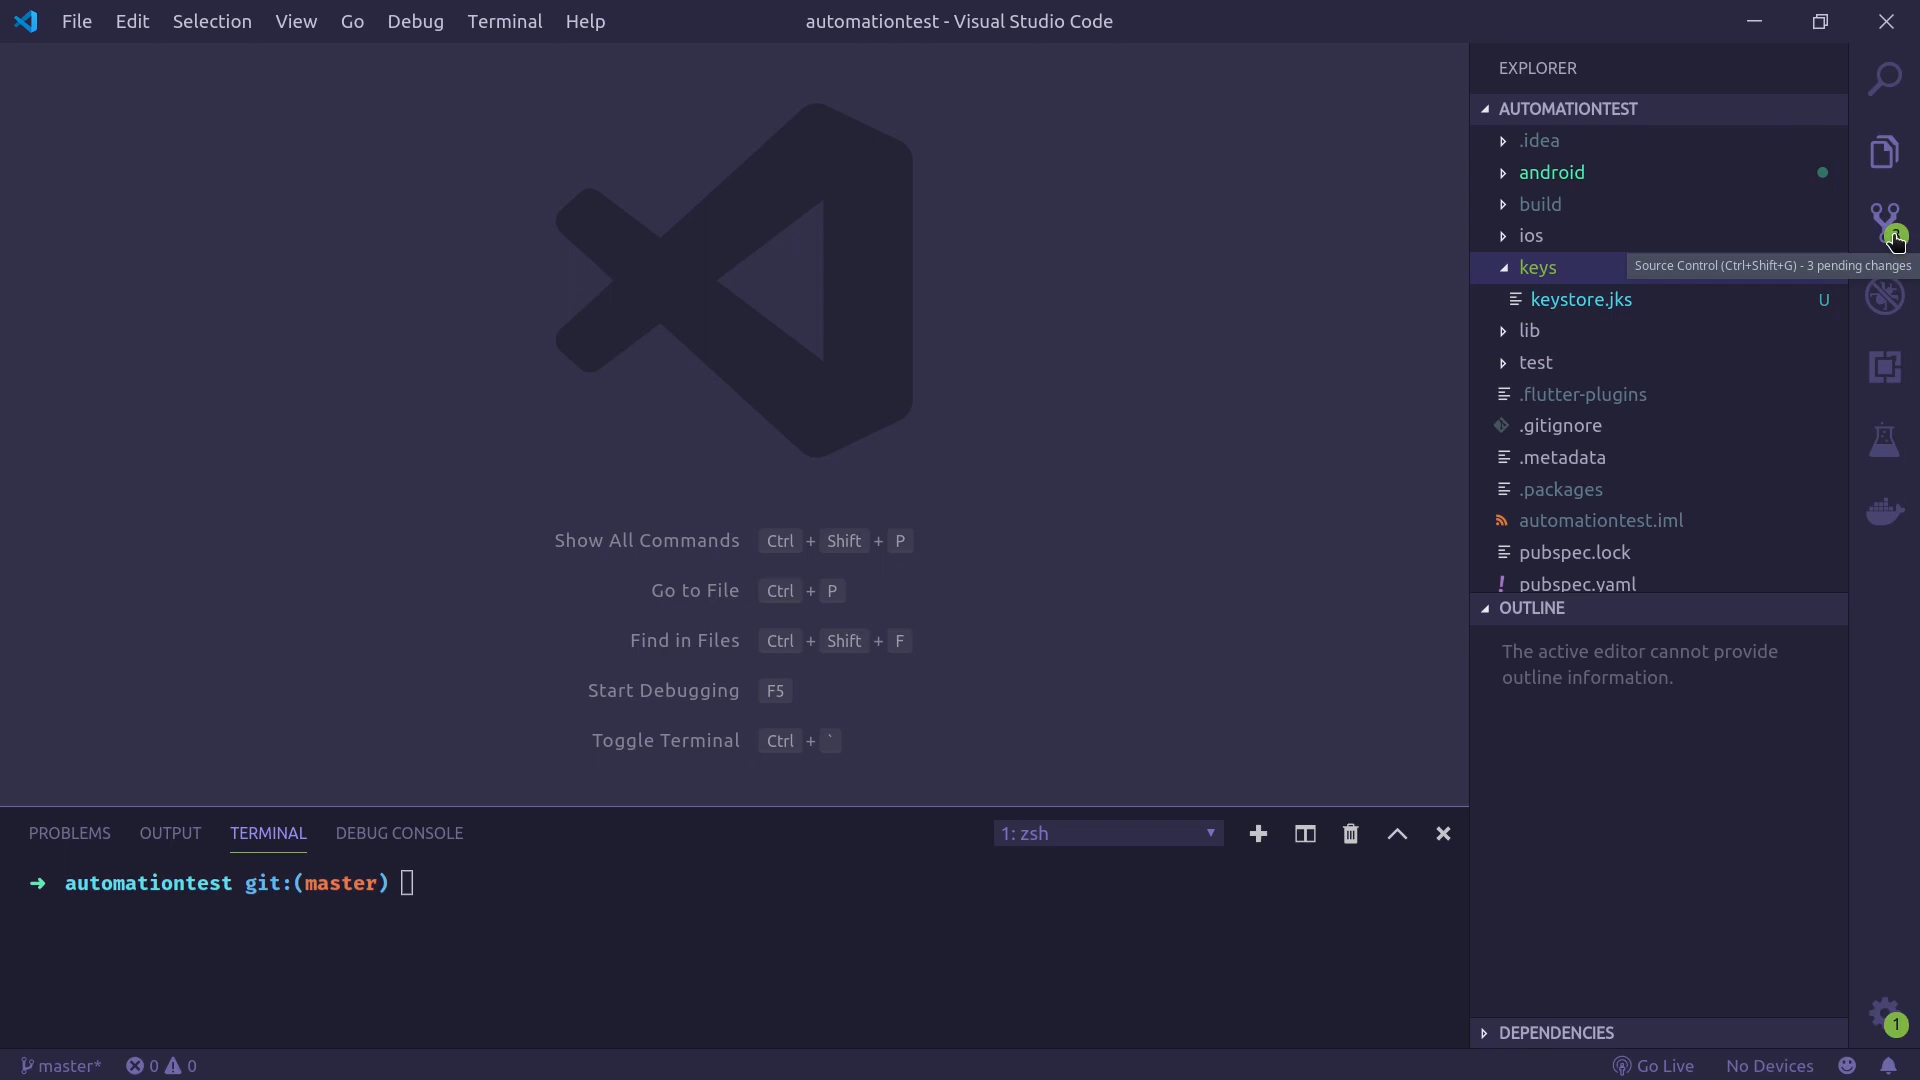 File Edit Selection View Go Debug Terminal Help
automationtest - Visual Studio Code
EXPLORER
AUTOMATIONTEST
.idea
android
build
ios
keys
Source Control (Ctrl+Shift+G) - 3 pending changes
keystore.jks U
lib
test
.flutter-plugins
.gitignore
.metadata
.packages
automationtest.iml
pubspec.lock
! pubspec.yaml
OUTLINE
The active editor cannot provide
outline information.
DEPENDENCIES
1
Show All Commands Ctrl + Shift + P
Go to File Ctrl + P
Find in Files Ctrl + Shift + F
Start Debugging F5
Toggle Terminal Ctrl + `
PROBLEMS OUTPUT TERMINAL DEBUG CONSOLE
1: zsh
➜ automationtest git:(master)
master* 0 0
Go Live No Devices